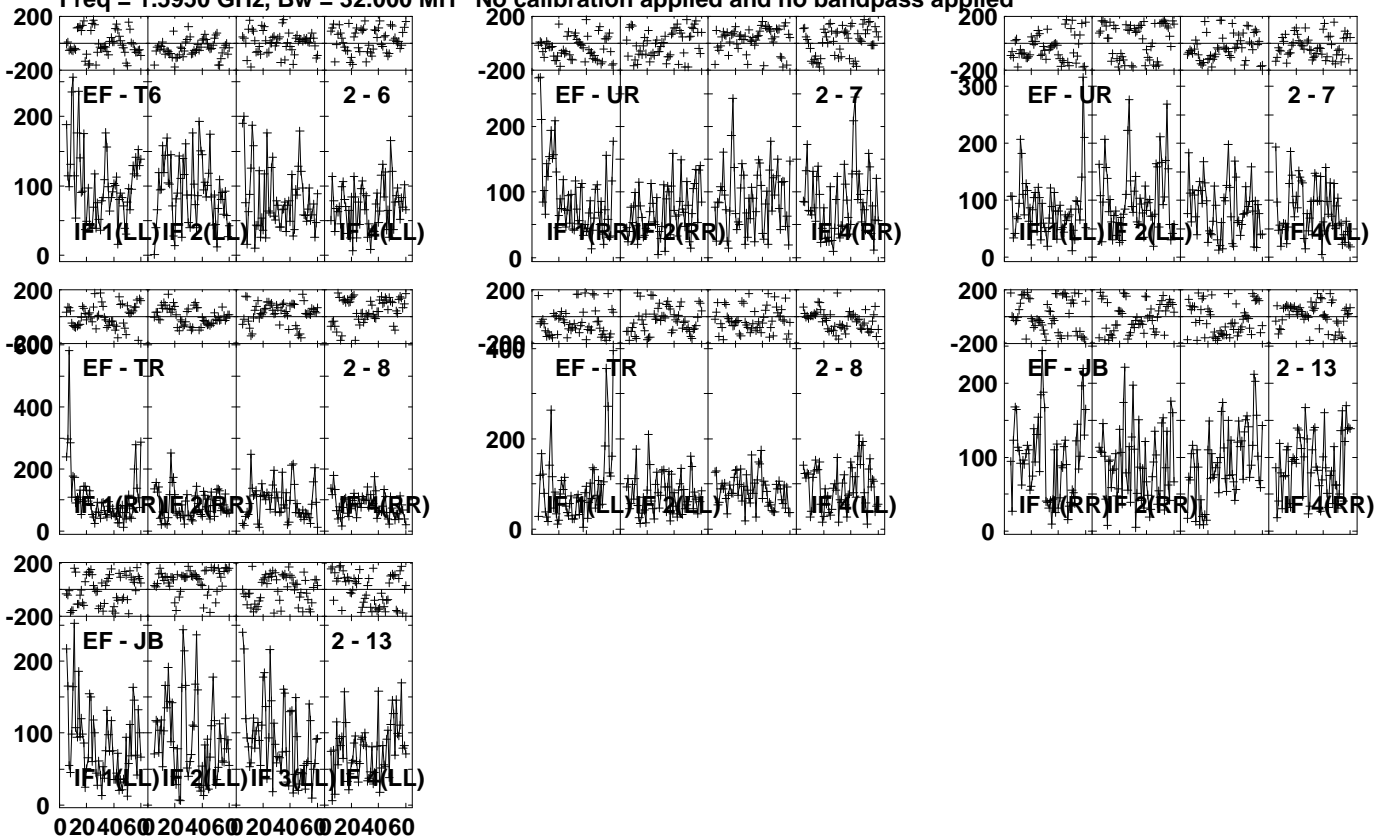 Freq = 1.5950 GHz, Bw = 32.000 MH No calibration applied and no bandpass applied
200
-200
EF - T6 2 - 6
200
100
0
IF 1(LL) IF 2(LL) IF 4(LL)
200
-200
EF - UR 2 - 7
200
100
0
IF 1(RR) IF 2(RR) IF 4(RR)
200
-200
300
EF - UR 2 - 7
200
100
0
IF 1(LL) IF 2(LL) IF 4(LL)
200
-200
600
EF - TR 2 - 8
400
200
0
IF 1(RR) IF 2(RR) IF 4(RR)
200
-200
400
EF - TR 2 - 8
200
0
IF 1(LL) IF 2(LL) IF 4(LL)
200
-200
EF - JB 2 - 13
200
100
0
IF 1(RR) IF 2(RR) IF 4(RR)
200
-200
EF - JB 2 - 13
200
100
0
IF 1(LL) IF 2(LL) IF 3(LL) IF 4(LL)
0 20 40 60 0 20 40 60 0 20 40 60 0 20 40 60